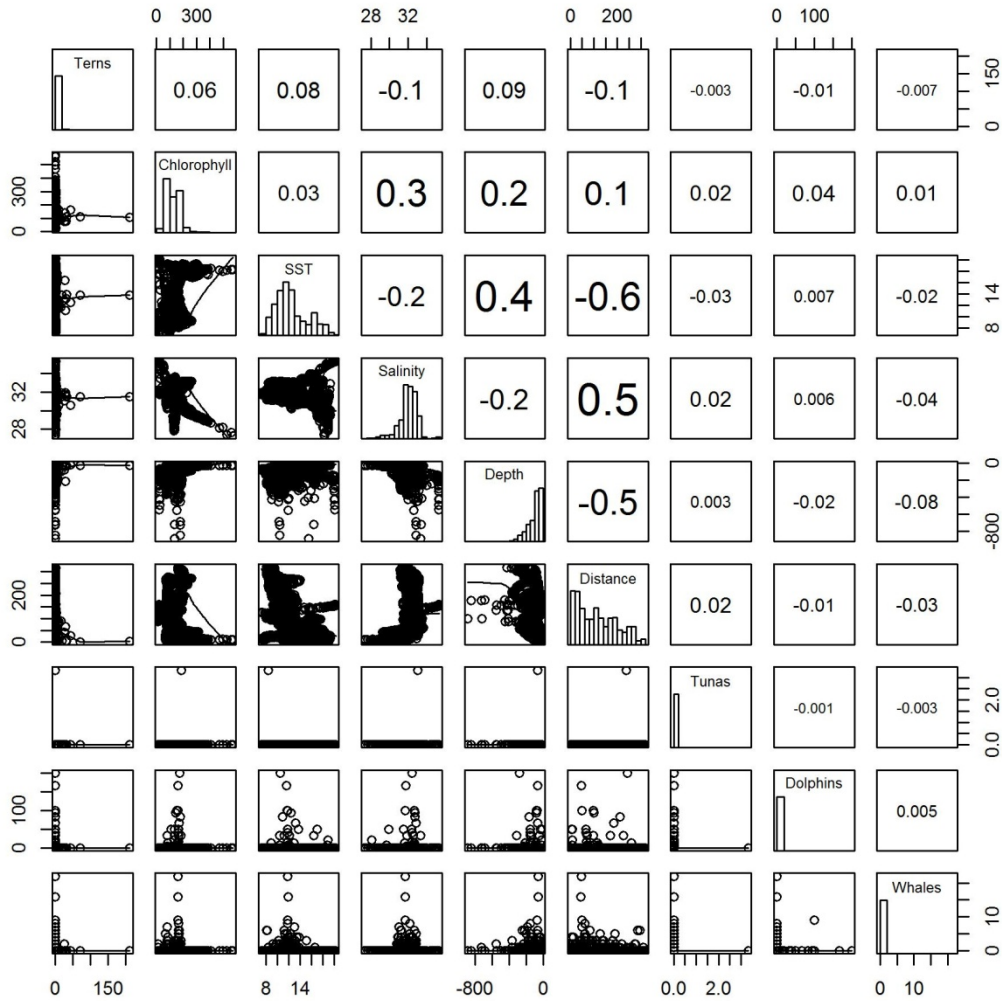 0 300 28 32 0 200 0 100
Terns 0.06 0.08 -0.1 0.09 -0.1 -0.003 -0.01 -0.007 0 150
0 300 Chlorophyll 0.03 0.3 0.2 0.1 0.02 0.04 0.01
SST -0.2 0.4 -0.6 -0.03 0.007 -0.02 8 14
28 32 Salinity -0.2 0.5 0.02 0.006 -0.04
Depth -0.5 0.003 -0.02 -0.08 -800 0
0 200 Distance 0.02 -0.01 -0.03
Tunas -0.001 -0.003 0.0 2.0
0 100 Dolphins 0.005
Whales 0 10
0 150 8 14 -800 0 0.0 2.0 0 10